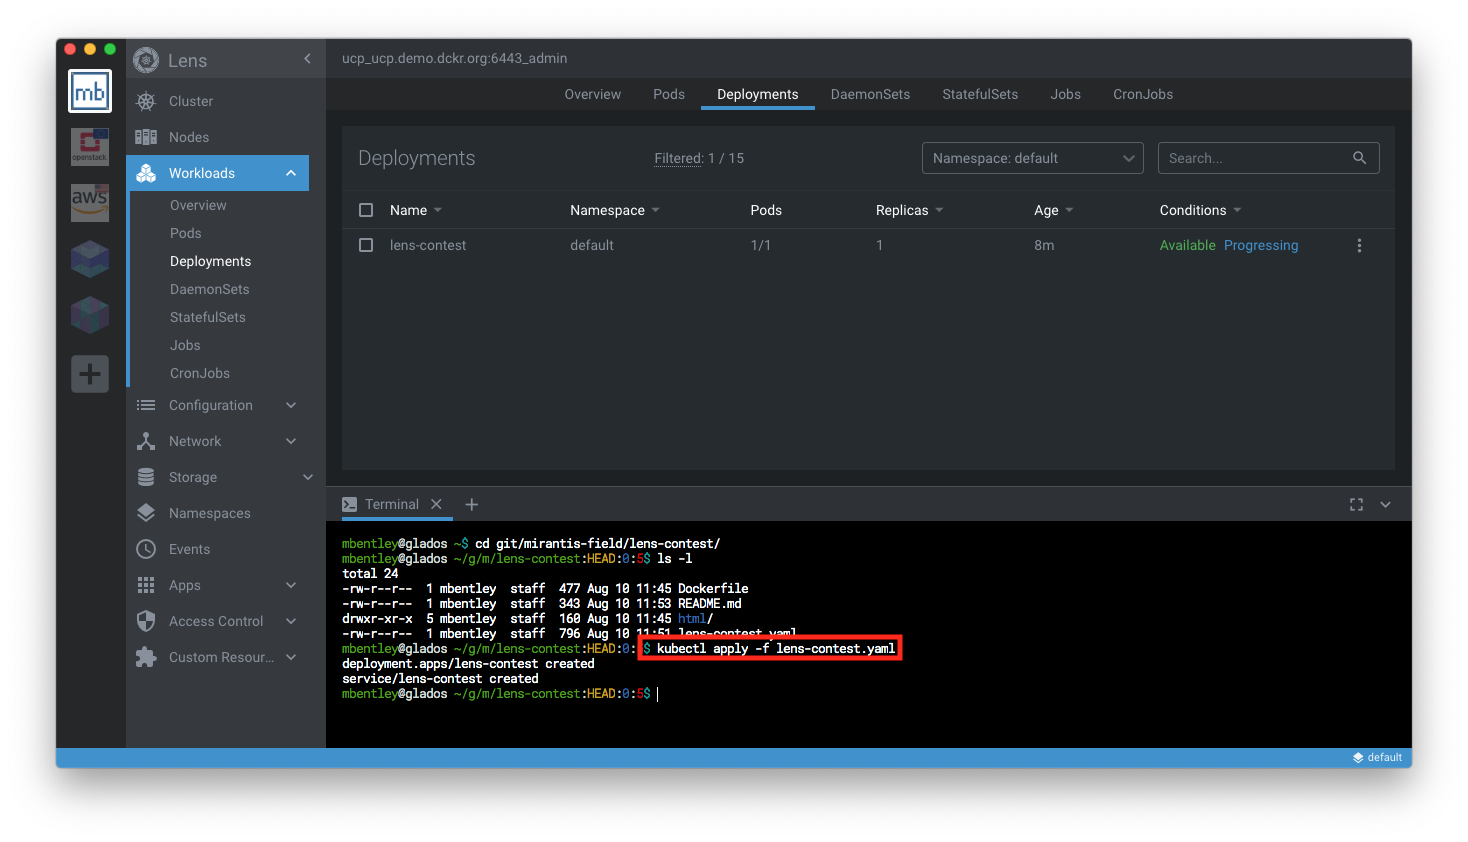 Lens
ucp_ucp.demo.dckr.org:6443_admin
mb
openstack.
aws
Cluster
Nodes
Workloads
Overview
Pods
Deployments
DaemonSets
StatefulSets
Jobs
CronJobs
Configuration
Network
Storage
Namespaces
Events
Apps
Access Control
Custom Resour...
Overview Pods Deployments DaemonSets StatefulSets Jobs CronJobs
Deployments Filtered: 1 / 15 Namespace: default Search...
Name Namespace Pods Replicas Age Conditions
lens-contest default 1/1 1 8m Available Progressing
Terminal
mbentley@glados ~$ cd git/mirantis-field/lens-contest/
mbentley@glados ~/g/m/lens-contest:HEAD:0:5$ ls -l
total 24
-rw-r--r-- 1 mbentley staff 477 Aug 10 11:45 Dockerfile
-rw-r--r-- 1 mbentley staff 343 Aug 10 11:53 README.md
drwxr-xr-x 5 mbentley staff 160 Aug 10 11:45 html/
-rw-r--r-- 1 mbentley staff 796 Aug 10 11:51 lens-contest.yaml
mbentley@glados ~/g/m/lens-contest:HEAD:0:$ kubectl apply -f lens-contest.yaml
deployment.apps/lens-contest created
service/lens-contest created
mbentley@glados ~/g/m/lens-contest:HEAD:0:5$
default